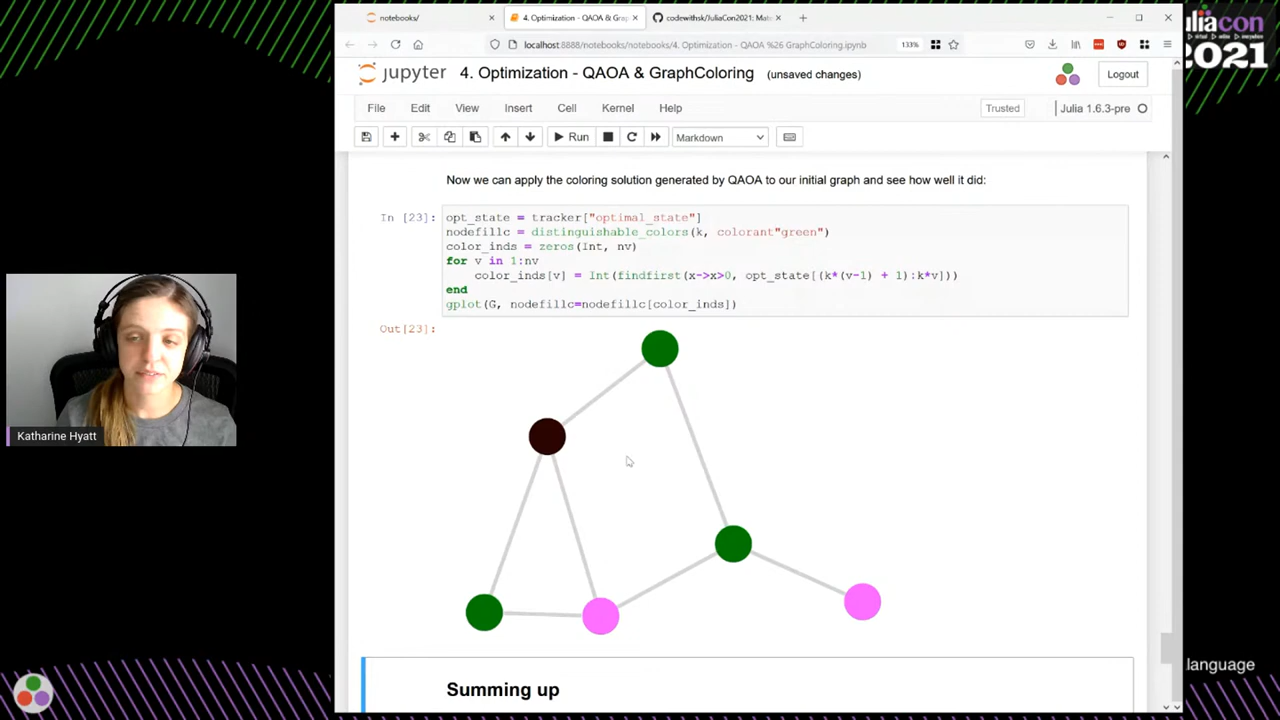 notebooks/
4. Optimization - QAOA & Grap
codewithsk/JuliaCon2021: Mate
localhost:8888/notebooks/notebooks/4. Optimization - QAOA %26 GraphColoring.ipynb
133%
jupyter
4. Optimization - QAOA & GraphColoring
(unsaved changes)
Logout
File Edit View Insert Cell Kernel Help
Trusted
Julia 1.6.3-pre
Run
Markdown
Now we can apply the coloring solution generated by QAOA to our initial graph and see how well it did:
In [23]:
opt_state = tracker["optimal_state"]
nodefillc = distinguishable_colors(k, colorant"green")
color_inds = zeros(Int, nv)
for v in 1:nv
color_inds[v] = Int(findfirst(x->x>0, opt_state[(k*(v-1) + 1):k*v]))
end
gplot(G, nodefillc=nodefillc[color_inds])
Out[23]:
Summing up
Katharine Hyatt
uliacon
2021
language